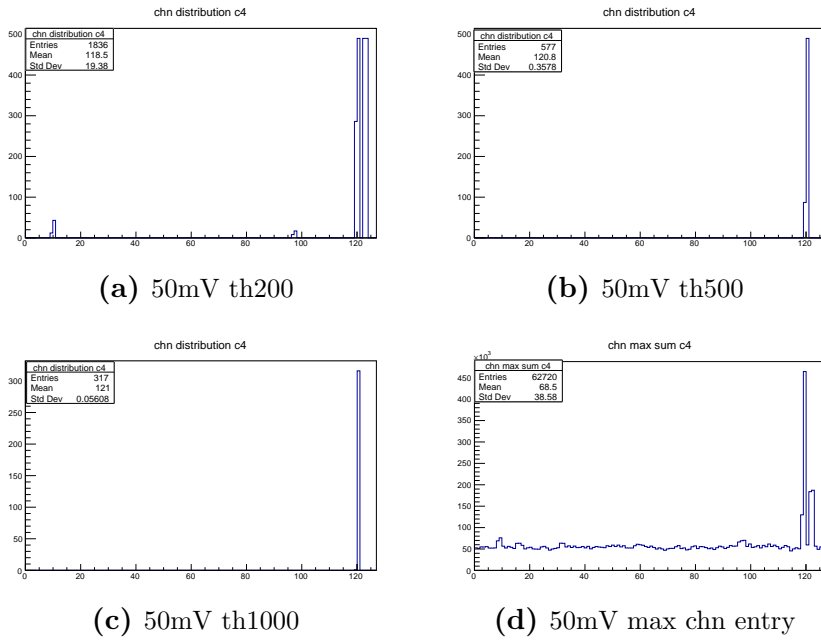 chn distribution c4
chn distribution c4
Entries 1836
Mean 118.5
Std Dev 19.38
500
400
300
200
100
0
0 20 40 60 80 100 120
(a) 50mV th200
chn distribution c4
chn distribution c4
Entries 577
Mean 120.8
Std Dev 0.3578
500
400
300
200
100
0
0 20 40 60 80 100 120
(b) 50mV th500
chn distribution c4
chn distribution c4
Entries 317
Mean 121
Std Dev 0.05608
300
250
200
150
100
50
0
0 20 40 60 80 100 120
(c) 50mV th1000
chn max sum c4
×10³
chn max sum c4
Entries 62720
Mean 68.5
Std Dev 38.58
450
400
350
300
250
200
150
100
50
0
0 20 40 60 80 100 120
(d) 50mV max chn entry